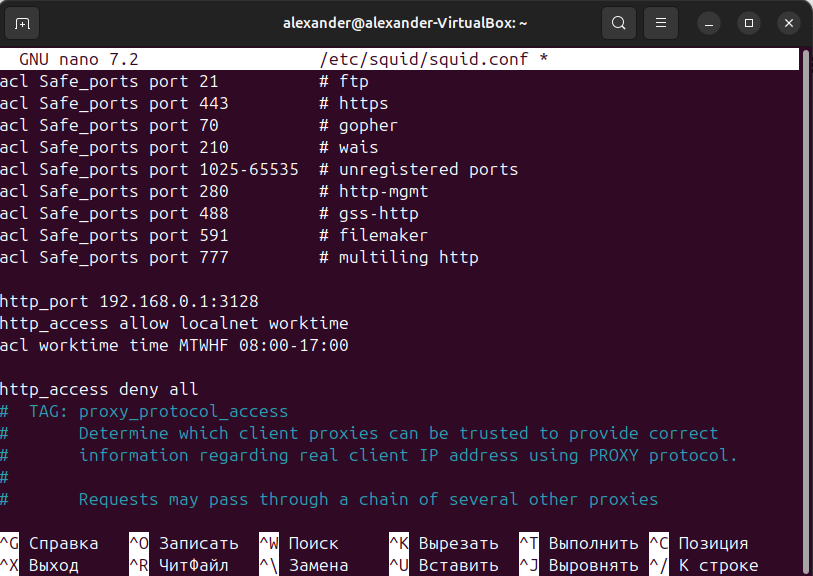 alexander@alexander-VirtualBox: ~
GNU nano 7.2 /etc/squid/squid.conf *
acl Safe_ports port 21 # ftp
acl Safe_ports port 443 # https
acl Safe_ports port 70 # gopher
acl Safe_ports port 210 # wais
acl Safe_ports port 1025-65535 # unregistered ports
acl Safe_ports port 280 # http-mgmt
acl Safe_ports port 488 # gss-http
acl Safe_ports port 591 # filemaker
acl Safe_ports port 777 # multiling http
http_port 192.168.0.1:3128
http_access allow localnet worktime
acl worktime time MTWHF 08:00-17:00
http_access deny all
# TAG: proxy_protocol_access
# Determine which client proxies can be trusted to provide correct
# information regarding real client IP address using PROXY protocol.
#
# Requests may pass through a chain of several other proxies
^G Справка ^O Записать ^W Поиск ^K Вырезать ^T Выполнить ^C Позиция
^X Выход ^R ЧитФайл ^\ Замена ^U Вставить ^J Выровнять ^/ К строке